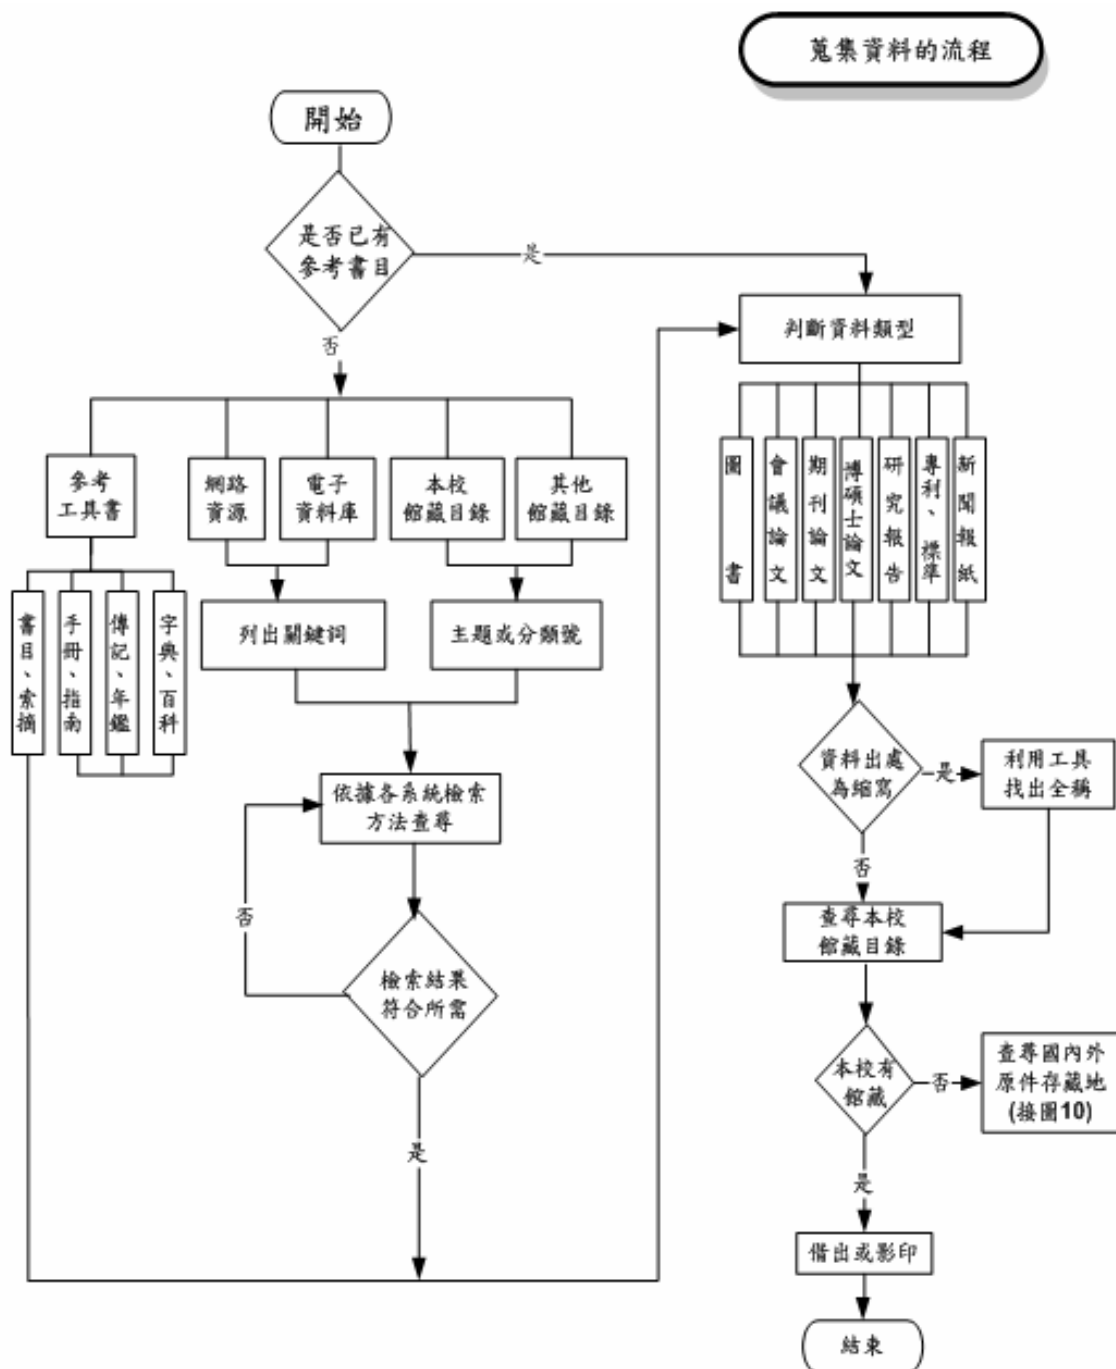 蒐集資料的流程
開始
是否已有
參考書目
是
否
判斷資料類型
參考
工具書
網路
資源
電子
資料庫
本校
館藏目錄
其他
館藏目錄
圖書
會議論文
期刊論文
博碩士論文
研究報告
專利、標準
新聞報紙
書目、索摘
手冊、指南
傳記、年鑑
字典、百科
列出關鍵詞
主題或分類號
依據各系統檢索
方法查尋
否
檢索結果
符合所需
是
資料出處
為縮寫
是
利用工具
找出全稱
否
查尋本校
館藏目錄
本校有
館藏
否
查尋國內外
原件存藏地
(接圖10)
是
借出或影印
結束